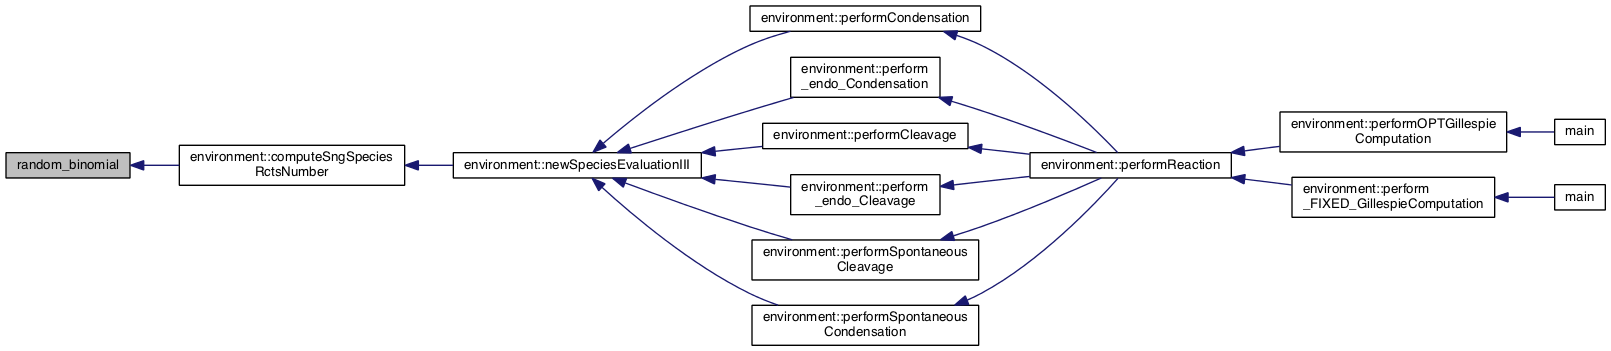 random_binomial
environment::computeSngSpecies
RctsNumber
environment::newSpeciesEvaluationIII
environment::performCondensation
environment::perform
_endo_Condensation
environment::performCleavage
environment::perform
_endo_Cleavage
environment::performSpontaneous
Cleavage
environment::performSpontaneous
Condensation
environment::performReaction
environment::performOPTGillespie
Computation
main
environment::perform
_FIXED_GillespieComputation
main